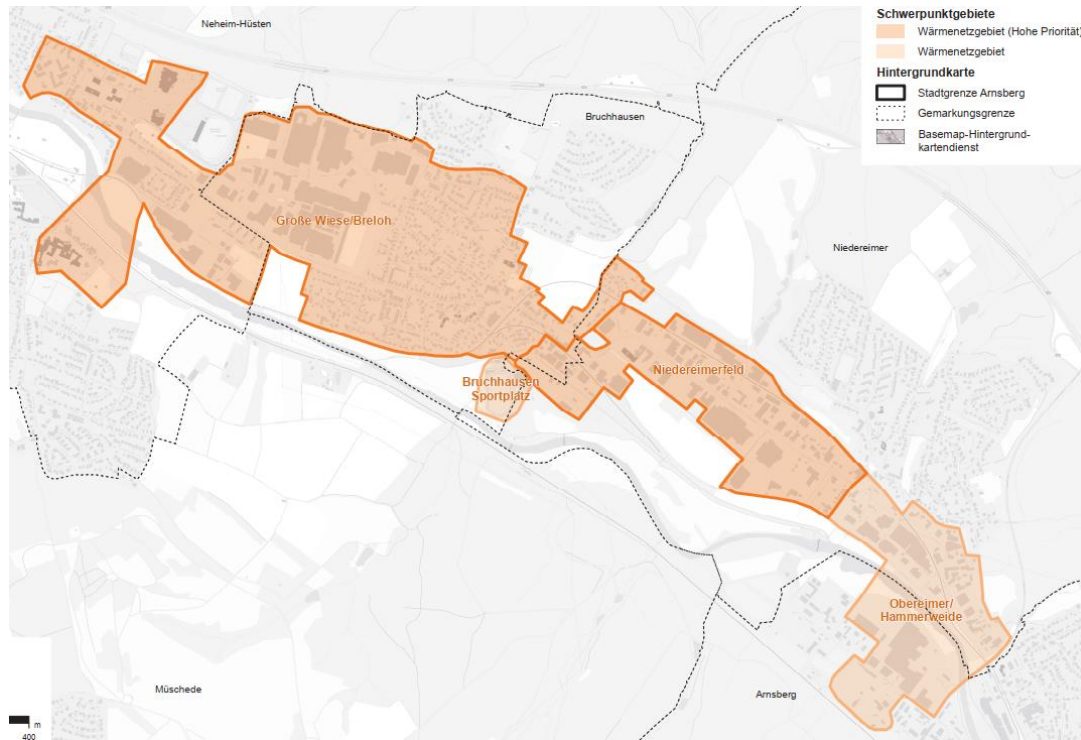 Neheim-Hüsten
Bruchhausen
Schwerpunktgebiete
Wärmenetzgebiet (Hohe Priorität)
Wärmenetzgebiet
Hintergrundkarte
Stadtgrenze Arnsberg
Gemarkungsgrenze
Basemap-Hintergrund-
kartendienst
Große Wiese/Breloh
Niedereimer
Bruchhausen
Sportplatz
Niedereimerfeld
Obereimer/
Hammerweide
Müschede
Arnsberg
m
400